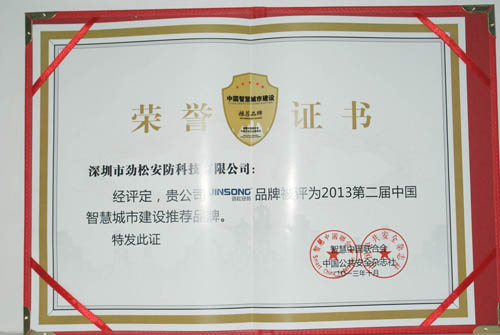 中国智慧城市建设
推荐品牌
荣誉证书
深圳市劲松安防科技有限公司：
经评定，贵公司JINSONG品牌被评为2013第二届中国
劲松安防
智慧城市建设推荐品牌。
特发此证
智慧中国联合会
中国公共安全杂志社
二〇一三年十月